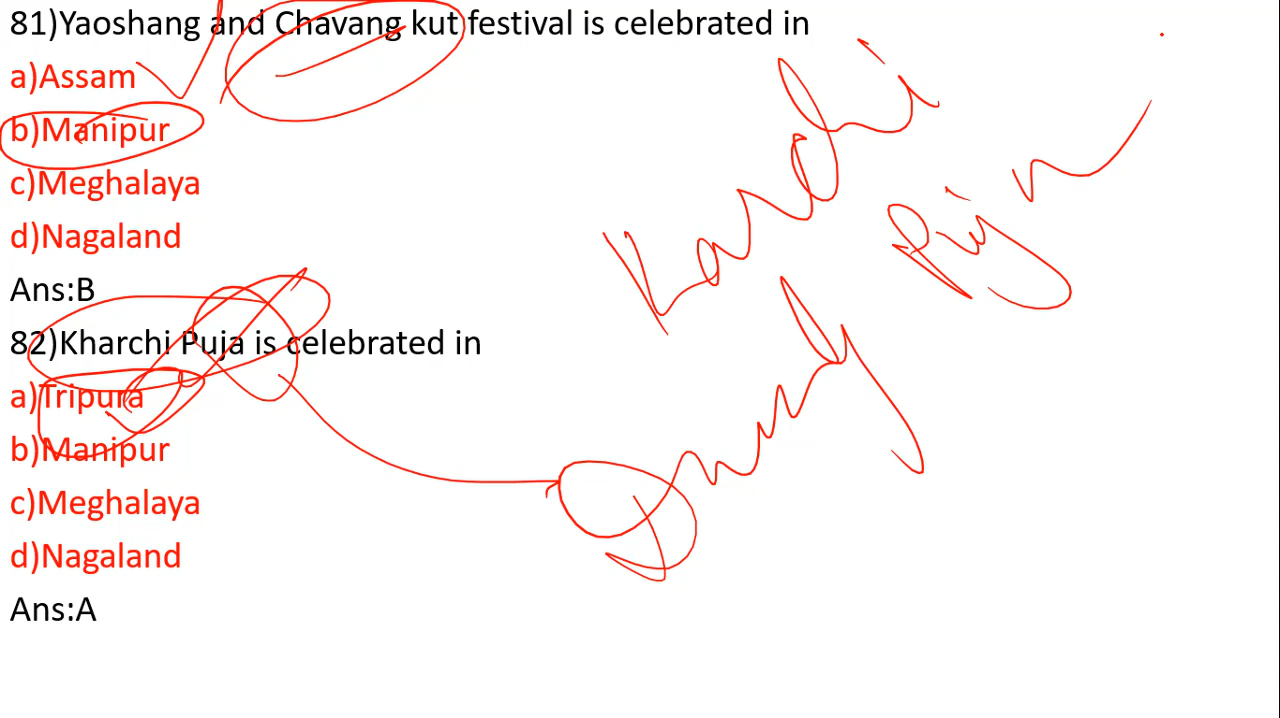 81)Yaoshang and Chavang kut festival is celebrated in
a)Assam
b)Manipur
c)Meghalaya
d)Nagaland
Ans:B
82)Kharchi Puja is celebrated in
a)Tripura
b)Manipur
c)Meghalaya
d)Nagaland
Ans:A